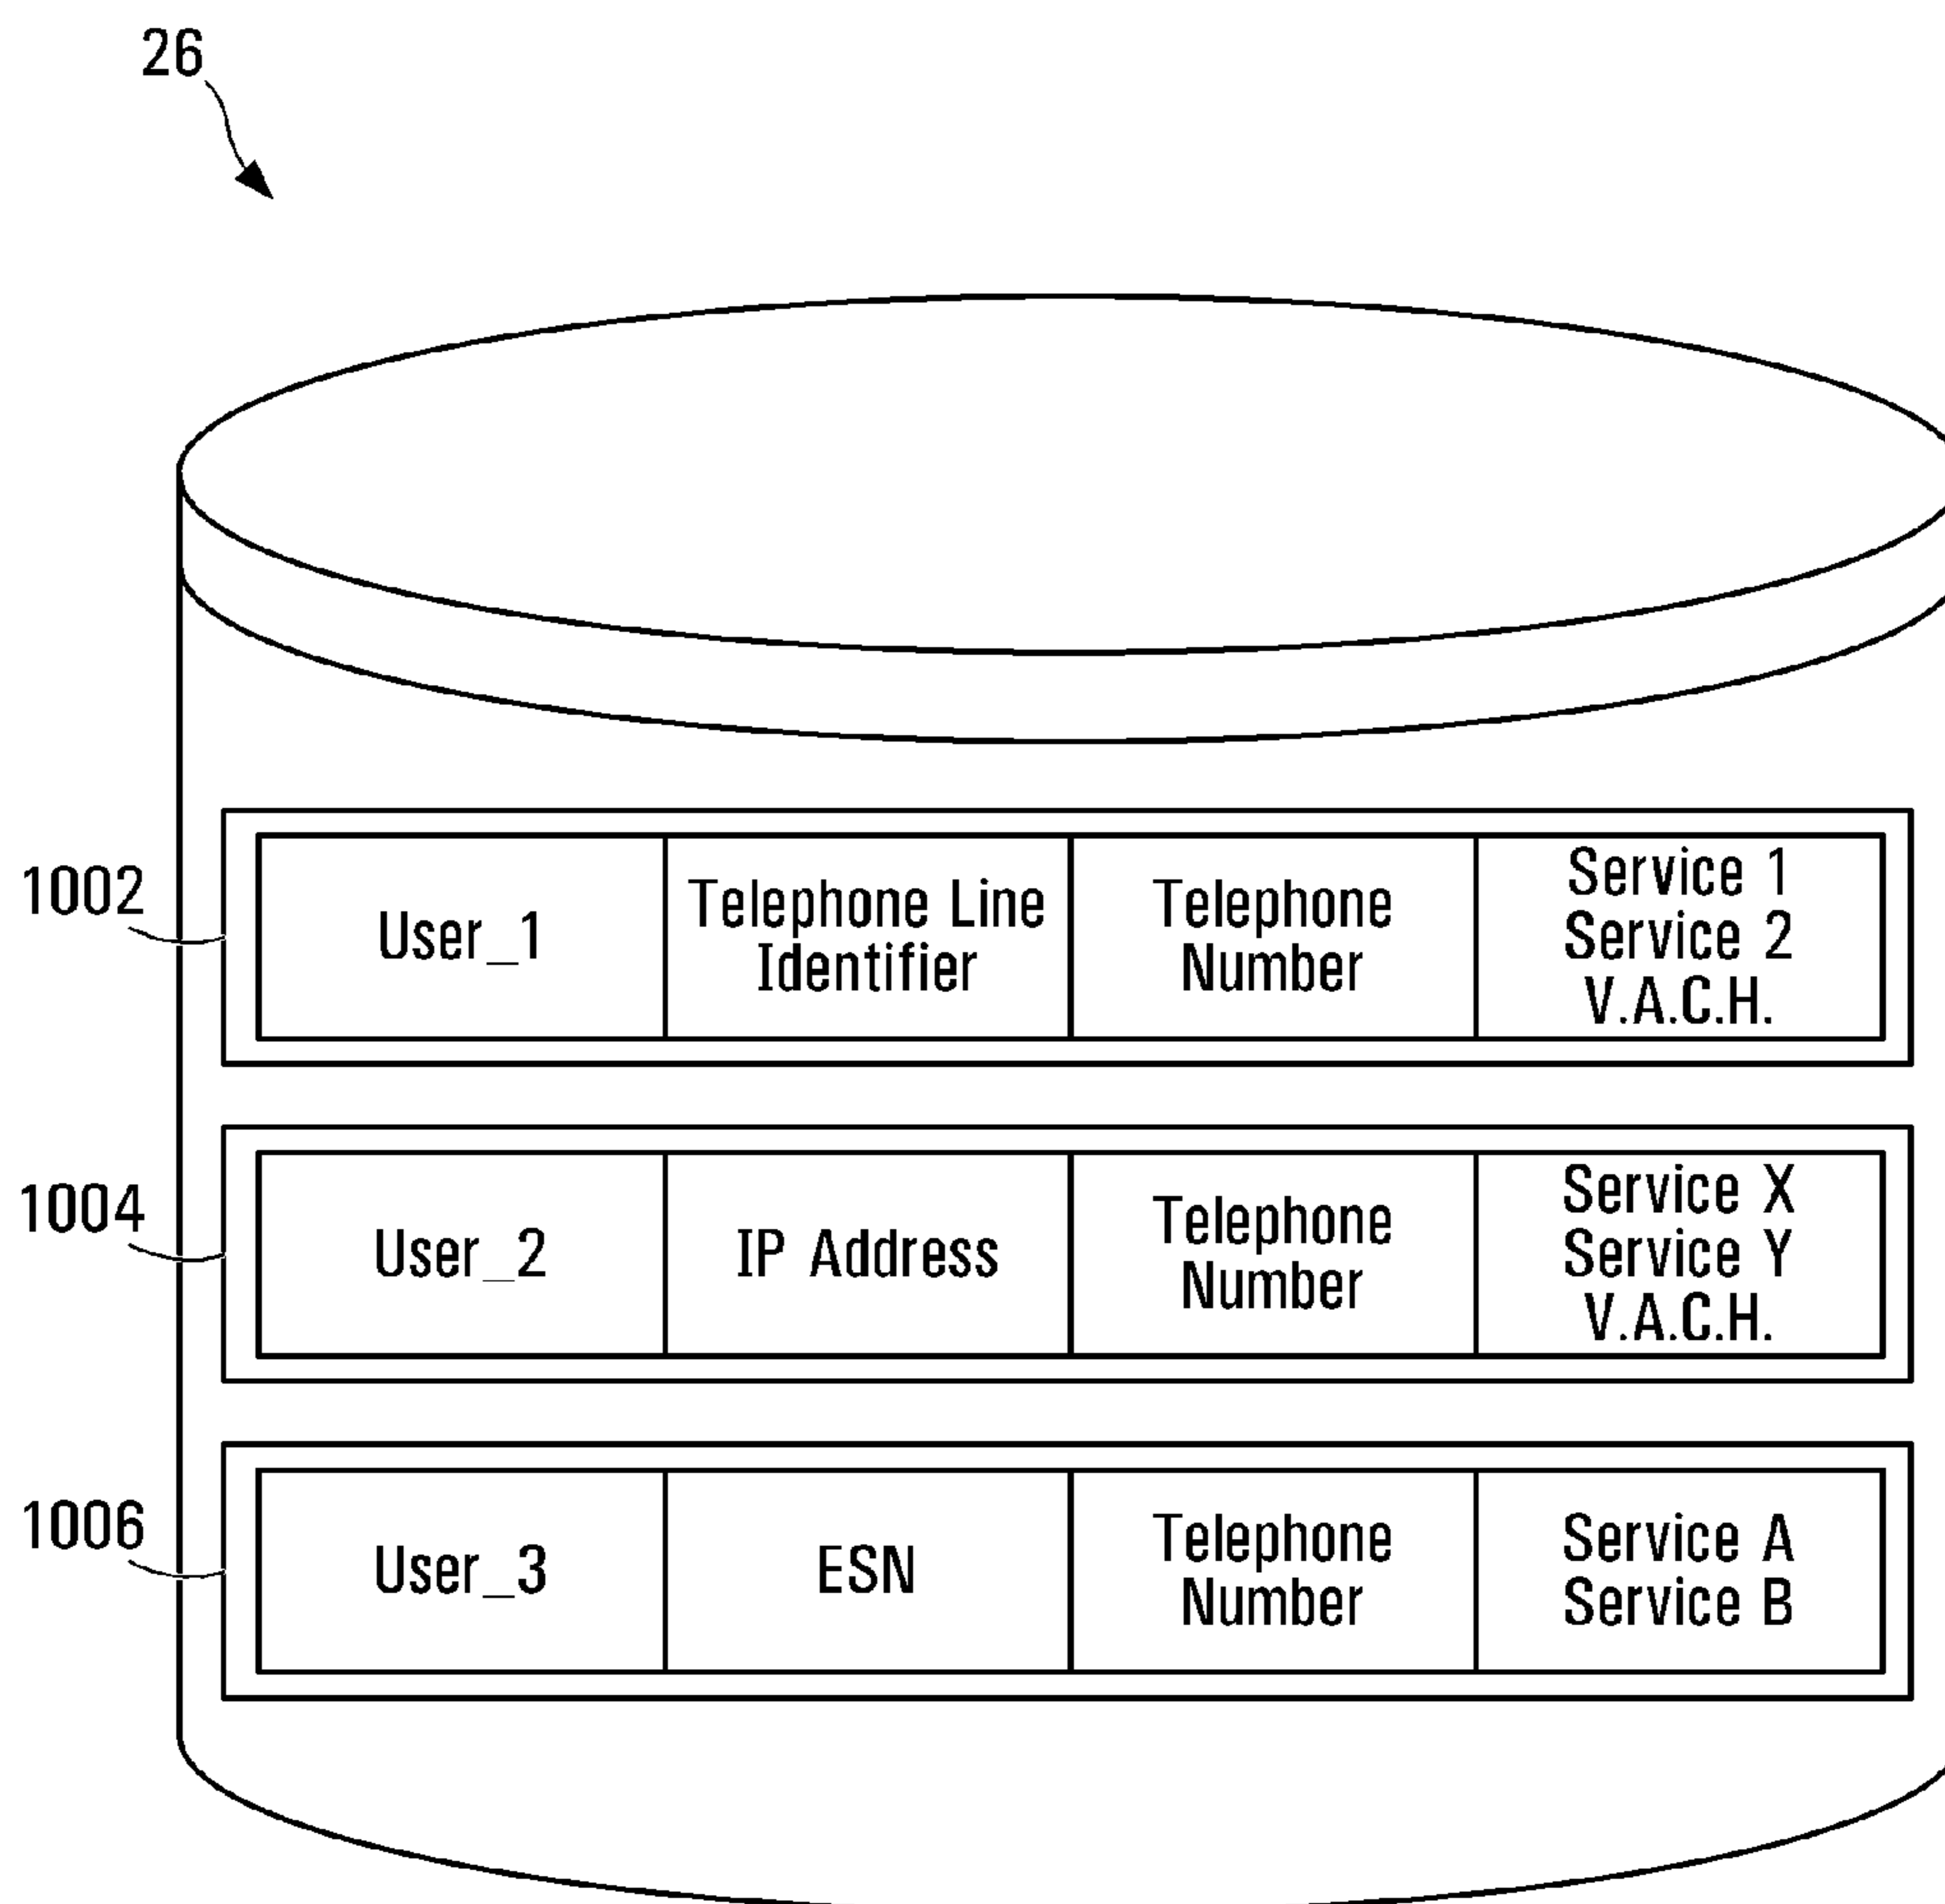 26
1002
User_1
Telephone Line
Identifier
Telephone
Number
Service 1
Service 2
V.A.C.H.
1004
User_2
IP Address
Telephone
Number
Service X
Service Y
V.A.C.H.
1006
User_3
ESN
Telephone
Number
Service A
Service B